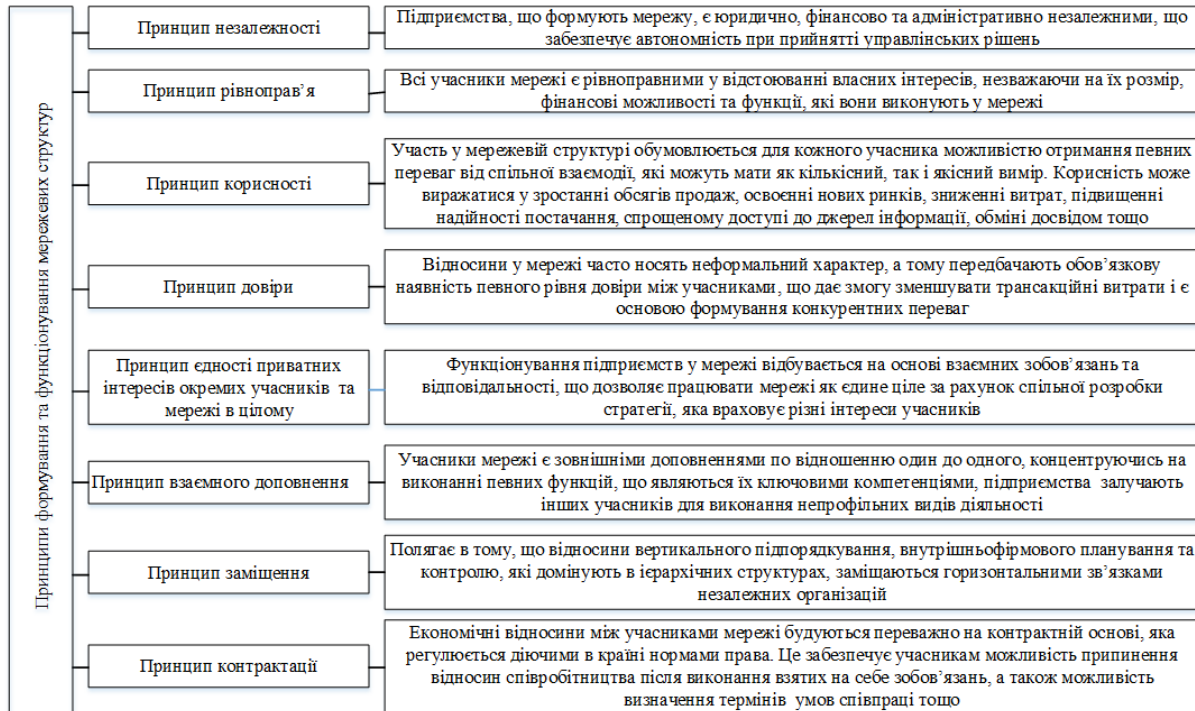 Принципи формування та функціонування мережевих структур
Принцип незалежності
Підприємства, що формують мережу, є юридично, фінансово та адміністративно незалежними, що
забезпечує автономність при прийнятті управлінських рішень
Принцип рівноправ’я
Всі учасники мережі є рівноправними у відстоюванні власних інтересів, незважаючи на їх розмір,
фінансові можливості та функції, які вони виконують у мережі
Принцип корисності
Участь у мережевій структурі обумовлюється для кожного учасника можливістю отримання певних
переваг від спільної взаємодії, які можуть мати як кількісний, так і якісний вимір. Корисність може
виражатися у зростанні обсягів продаж, освоєнні нових ринків, зниженні витрат, підвищенні
надійності постачання, спрощеному доступі до джерел інформації, обміні досвідом тощо
Принцип довіри
Відносини у мережі часто носять неформальний характер, а тому передбачають обов’язкову
наявність певного рівня довіри між учасниками, що дає змогу зменшувати трансакційні витрати і є
основою формування конкурентних переваг
Принцип єдності приватних
інтересів окремих учасників та
мережі в цілому
Функціонування підприємств у мережі відбувається на основі взаємних зобов’язань та
відповідальності, що дозволяє працювати мережі як єдине ціле за рахунок спільної розробки
стратегії, яка враховує різні інтереси учасників
Принцип взаємного доповнення
Учасники мережі є зовнішніми доповненнями по відношенню один до одного, концентруючись на
виконанні певних функцій, що являються їх ключовими компетенціями, підприємства залучають
інших учасників для виконання непрофільних видів діяльності
Принцип заміщення
Полягає в тому, що відносини вертикального підпорядкування, внутрішньофірмового планування та
контролю, які домінують в ієрархічних структурах, заміщаються горизонтальними зв’язками
незалежних організацій
Принцип контрактації
Економічні відносини між учасниками мережі будуються переважно на контрактній основі, яка
регулюється діючими в країні нормами права. Це забезпечує учасникам можливість припинення
відносин співробітництва після виконання взятих на себе зобов’язань, а також можливість
визначення термінів умов співпраці тощо